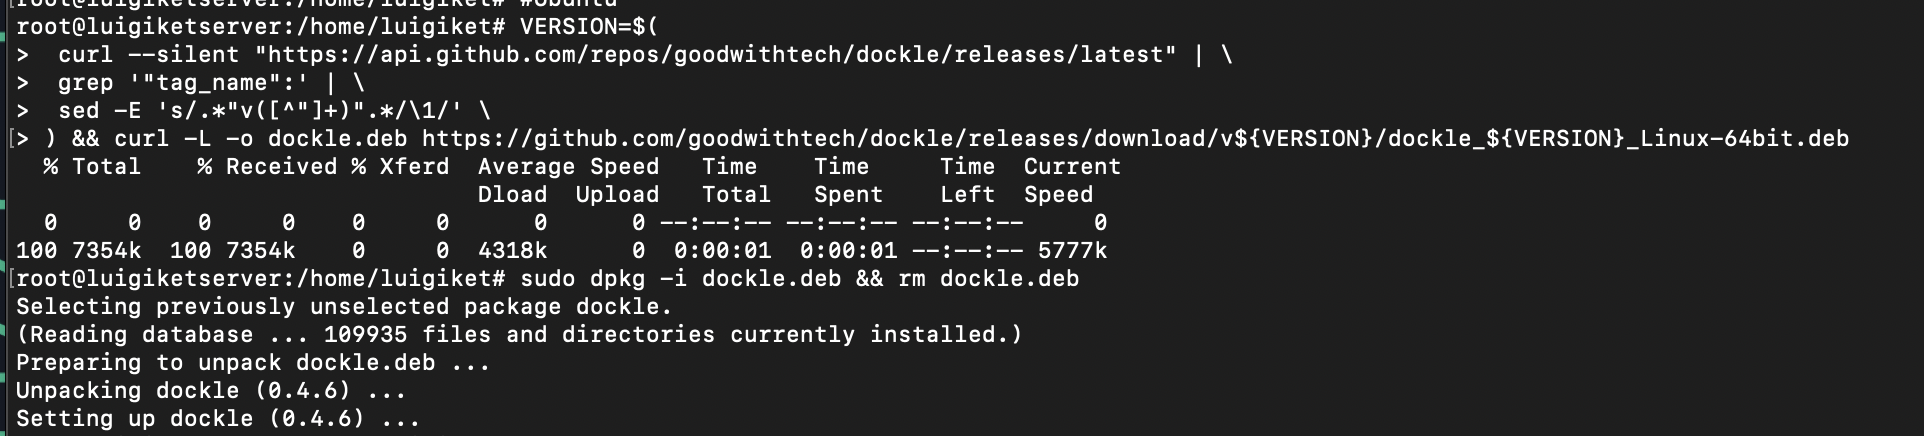 [root@luigiketserver:/home/luigiket# #Ubuntu
root@luigiketserver:/home/luigiket# VERSION=$(
>  curl --silent "https://api.github.com/repos/goodwithtech/dockle/releases/latest" | \
>  grep '"tag_name":' | \
>  sed -E 's/.*"v([^"]+)".*/\1/' \
[> ) && curl -L -o dockle.deb https://github.com/goodwithtech/dockle/releases/download/v${VERSION}/dockle_${VERSION}_Linux-64bit.deb
  % Total    % Received % Xferd  Average Speed   Time    Time     Time  Current
                                 Dload  Upload   Total   Spent    Left  Speed
  0     0    0     0    0     0      0      0 --:--:-- --:--:-- --:--:--     0
100 7354k  100 7354k    0     0  4318k      0  0:00:01  0:00:01 --:--:-- 5777k
[root@luigiketserver:/home/luigiket# sudo dpkg -i dockle.deb && rm dockle.deb
Selecting previously unselected package dockle.
(Reading database ... 109935 files and directories currently installed.)
Preparing to unpack dockle.deb ...
Unpacking dockle (0.4.6) ...
Setting up dockle (0.4.6) ...